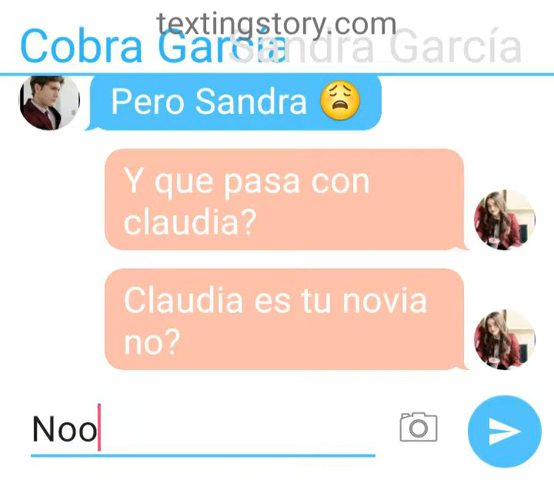 textingstory.com
Cobra García Sandra García
Pero Sandra 😩
Y que pasa con
claudia?
Claudia es tu novia
no?
Noo